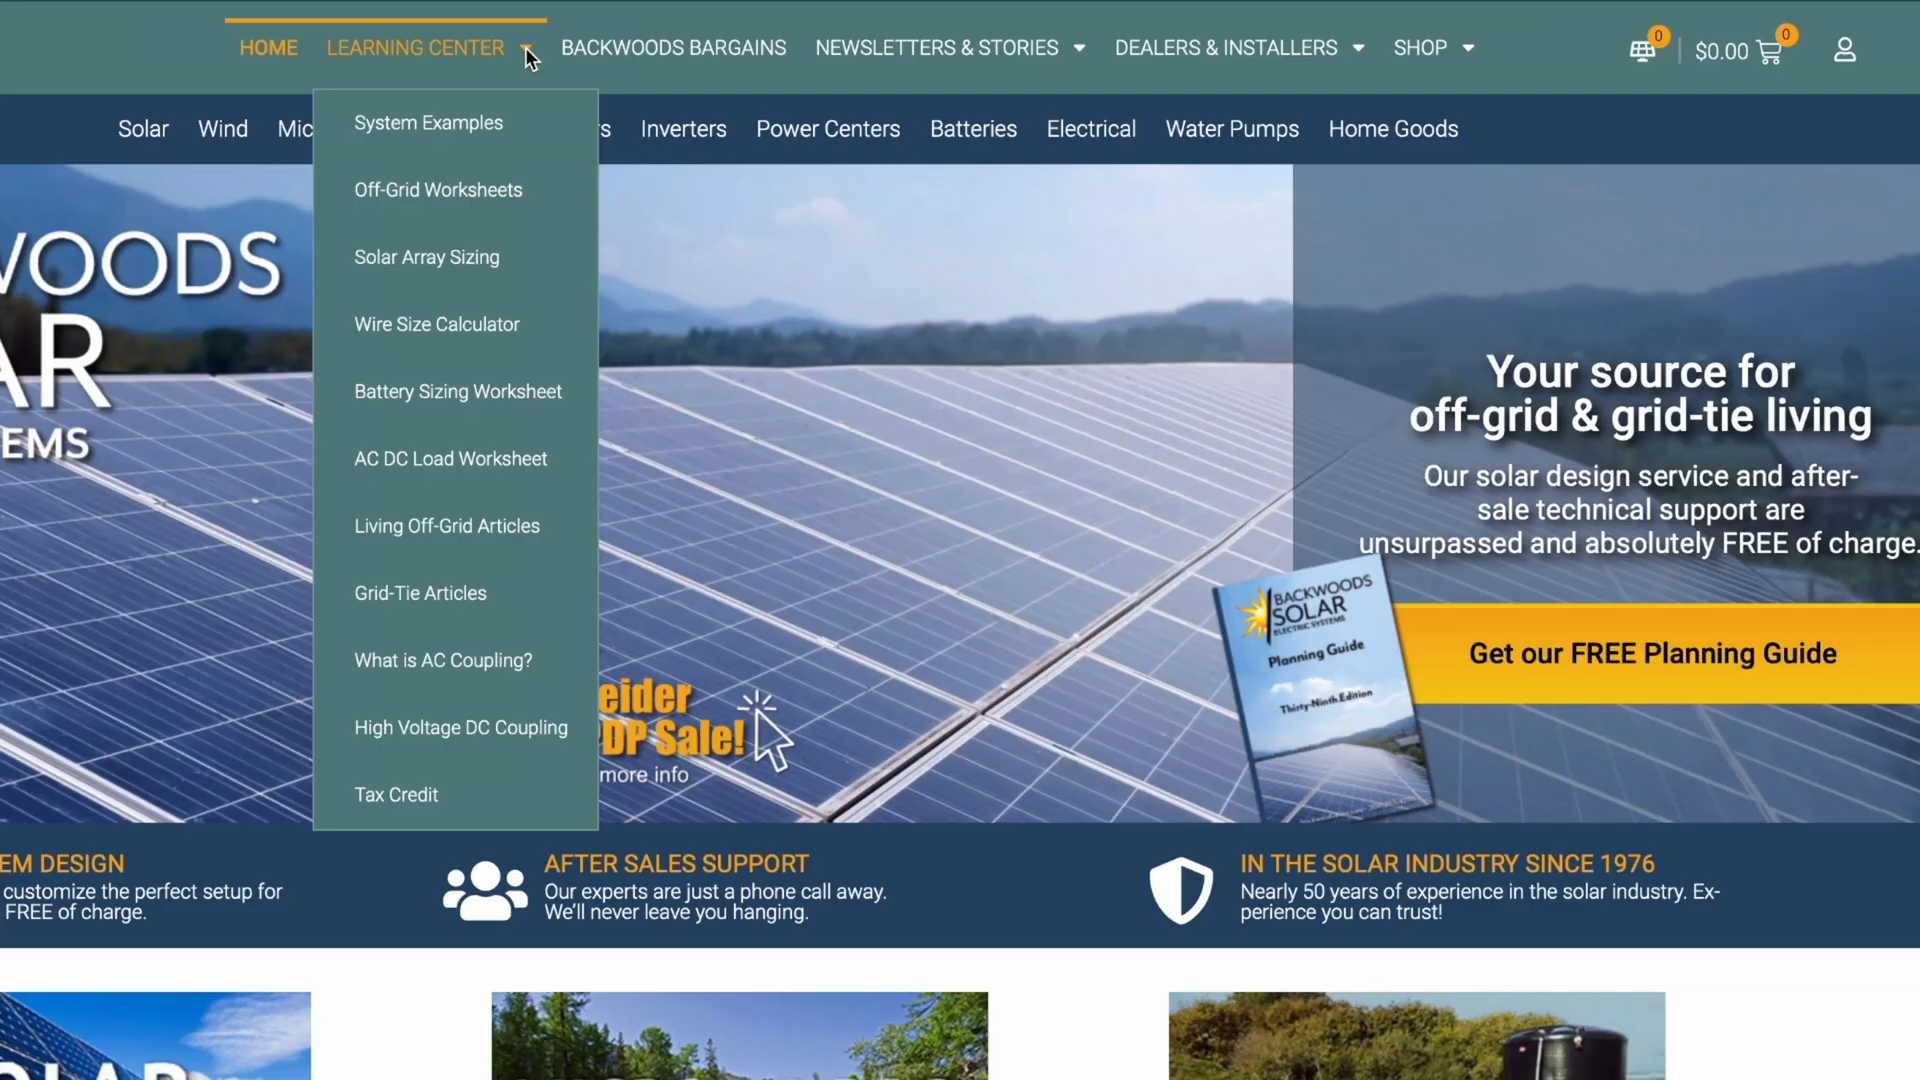 HOME LEARNING CENTER BACKWOODS BARGAINS NEWSLETTERS & STORIES DEALERS & INSTALLERS SHOP 0 $0.00 0
Solar Wind Mic s Inverters Power Centers Batteries Electrical Water Pumps Home Goods
System Examples
Off-Grid Worksheets
Solar Array Sizing
Wire Size Calculator
Battery Sizing Worksheet
AC DC Load Worksheet
Living Off-Grid Articles
Grid-Tie Articles
What is AC Coupling?
High Voltage DC Coupling
Tax Credit
WOODS
AR
EMS
eider
DP Sale!
more info
Your source for
off-grid & grid-tie living
Our solar design service and after-
sale technical support are
unsurpassed and absolutely FREE of charge.
BACKWOODS
SOLAR
ELECTRIC SYSTEMS
Planning Guide
Thirty-Ninth Edition
Get our FREE Planning Guide
EM DESIGN
customize the perfect setup for
FREE of charge.
AFTER SALES SUPPORT
Our experts are just a phone call away.
We'll never leave you hanging.
IN THE SOLAR INDUSTRY SINCE 1976
Nearly 50 years of experience in the solar industry. Ex-
perience you can trust!